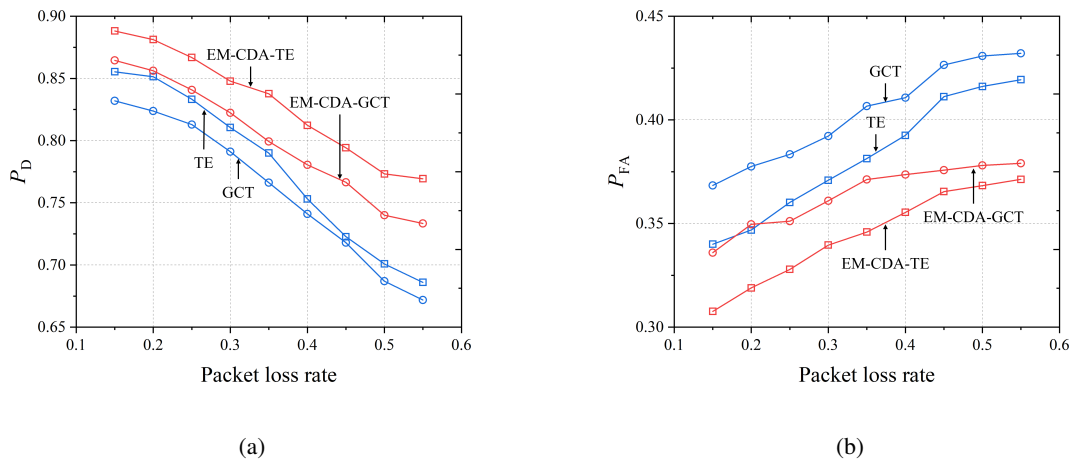 0.90
0.85
0.80
0.75
0.70
0.65
P_D
EM-CDA-TE
EM-CDA-GCT
TE
GCT
0.1 0.2 0.3 0.4 0.5 0.6
Packet loss rate
(a)
0.45
0.40
0.35
0.30
P_FA
GCT
TE
EM-CDA-GCT
EM-CDA-TE
0.1 0.2 0.3 0.4 0.5 0.6
Packet loss rate
(b)